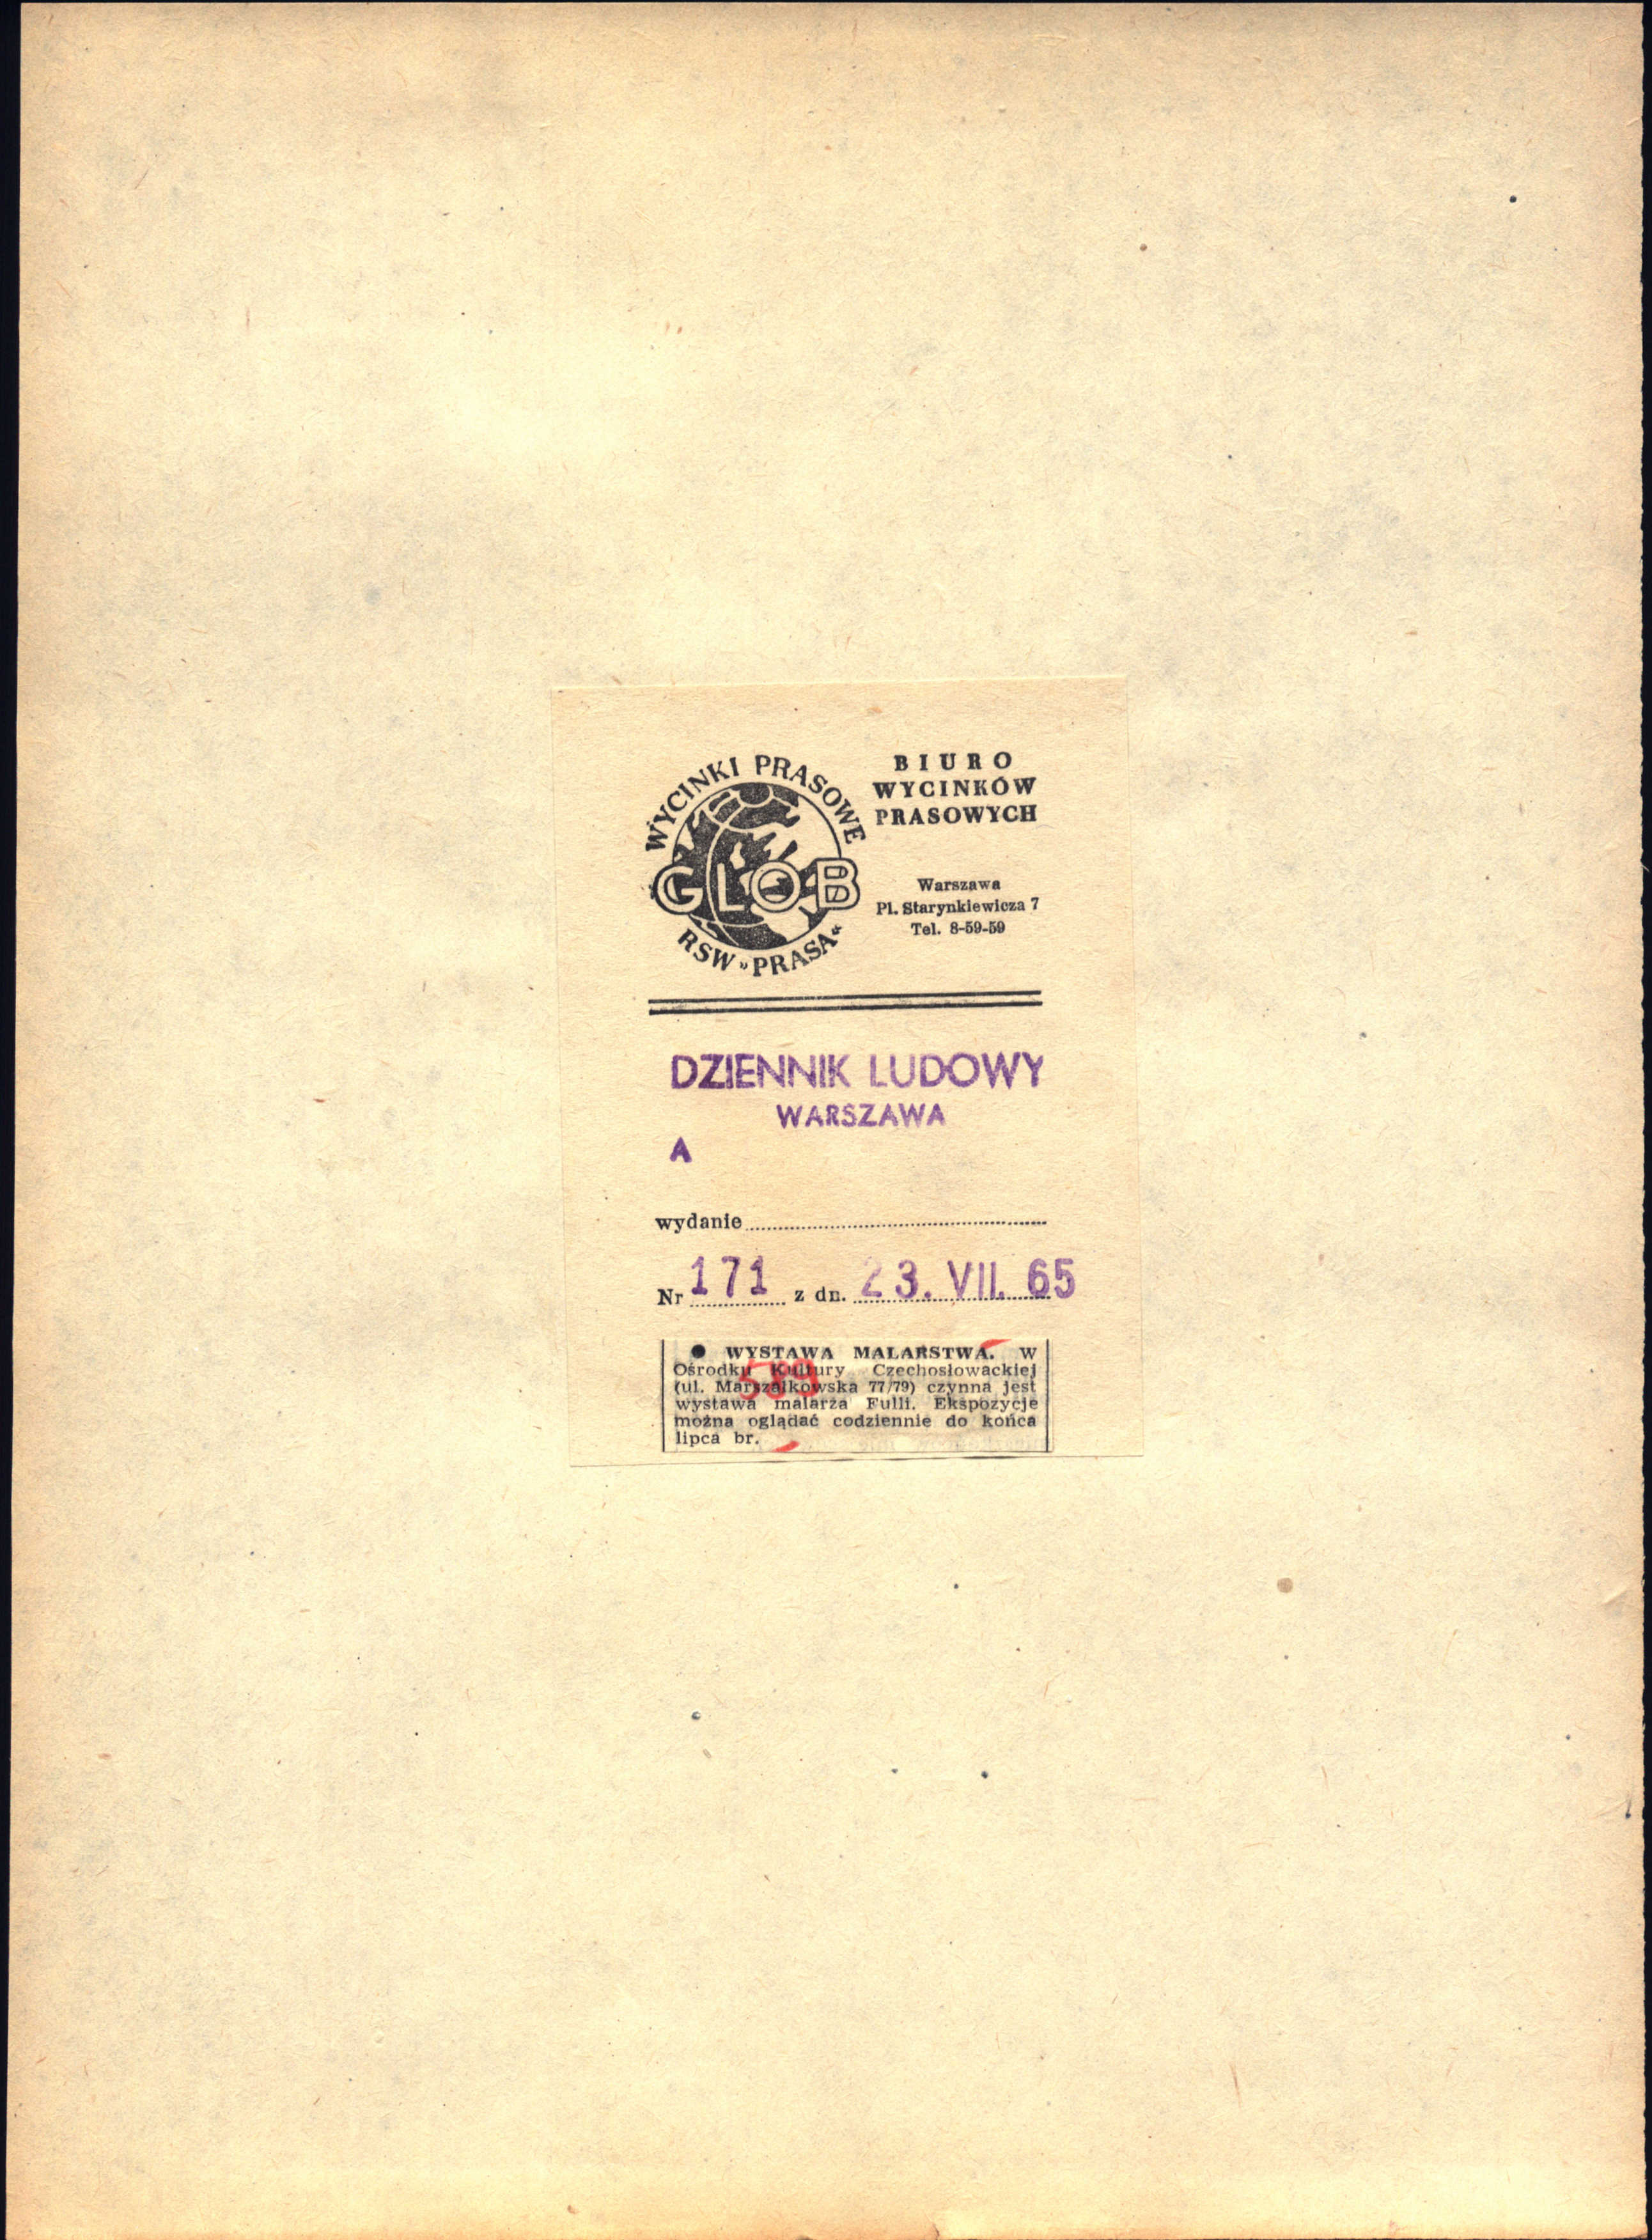 WYCINKI PRASOWE
GLOB
RSW »PRASA«
BIURO
WYCINKÓW
PRASOWYCH
Warszawa
Pl. Starynkiewicza 7
Tel. 8-59-59
DZIENNIK LUDOWY
WARSZAWA
A
wydanie
Nr 171 z dn. 23. VII. 65
● WYSTAWA MALARSTWA. W
Ośrodku Kultury Czechosłowackiej
(ul. Marszałkowska 77/79) czynna jest
wystawa malarza Fulli. Ekspozycje
można oglądać codziennie do końca
lipca br.
589